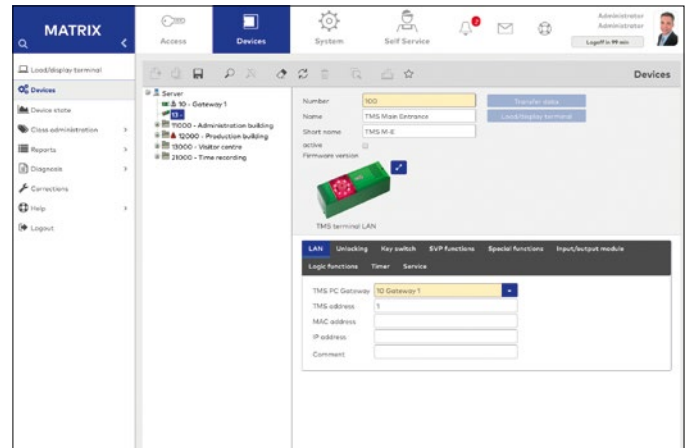 MATRIX
Access
Devices
System
Self Service
Administrator
Administrator
Logoff in 99 min
Load/display terminal
Devices
Device state
Class administration
Reports
Diagnosis
Corrections
Help
Logout
Devices
Server
10 - Gateway 1
13 -
11000 - Administration building
12000 - Production building
13000 - Visitor centre
21000 - Time recording
Number 100
Transfer data
Name TMS Main Entrance
Load/Display terminal
Short name TMS M-E
active
Firmware version
TMS terminal LAN
LAN Unlocking Key switch SVP functions Special functions Input/output module
Logic functions Timer Service
TMS PC Gateway 10 Gateway 1
TMS address 1
MAC address
IP address
Comment